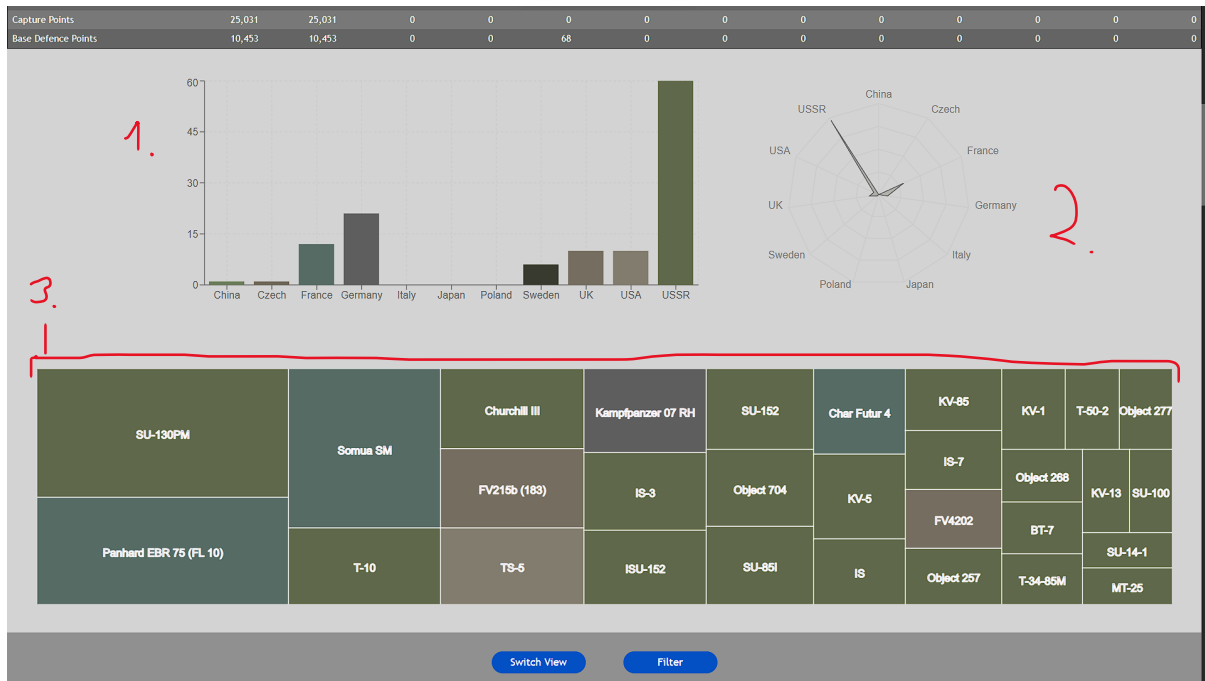 Capture Points 25,031 25,031 0 0 0 0 0 0 0 0 0 0
Base Defence Points 10,453 10,453 0 0 68 0 0 0 0 0 0 0 0
1.
60
45
30
15
0
China Czech France Germany Italy Japan Poland Sweden UK USA USSR
2.
China
Czech
France
Germany
Italy
Japan
Poland
Sweden
UK
USA
USSR
3.
SU-130PM
Panhard EBR 75 (FL 10)
Somua SM
T-10
Churchill III
FV215b (183)
TS-5
Kampfpanzer 07 RH
IS-3
ISU-152
SU-152
Object 704
SU-85I
Char Futur 4
KV-5
IS
KV-85
IS-7
FV4202
Object 257
KV-1
T-50-2
Object 277
Object 268
BT-7
T-34-85M
KV-13
SU-100
SU-14-1
MT-25
Switch View
Filter